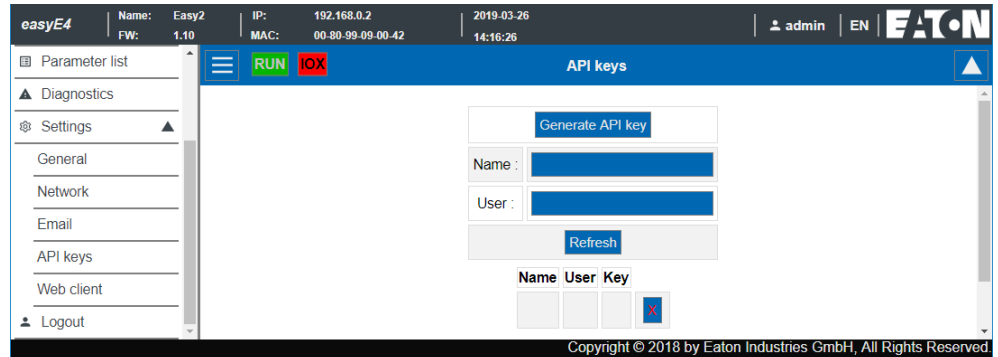 easyE4 Name: Easy2 IP: 192.168.0.2 2019-03-26 admin EN EATON
FW: 1.10 MAC: 00-80-99-09-00-42 14:16:26
Parameter list
RUN IOX API keys
Diagnostics
Settings
General
Network
Email
API keys
Web client
Logout
Generate API key
Name :
User :
Refresh
Name User Key
X
Copyright © 2018 by Eaton Industries GmbH, All Rights Reserved.